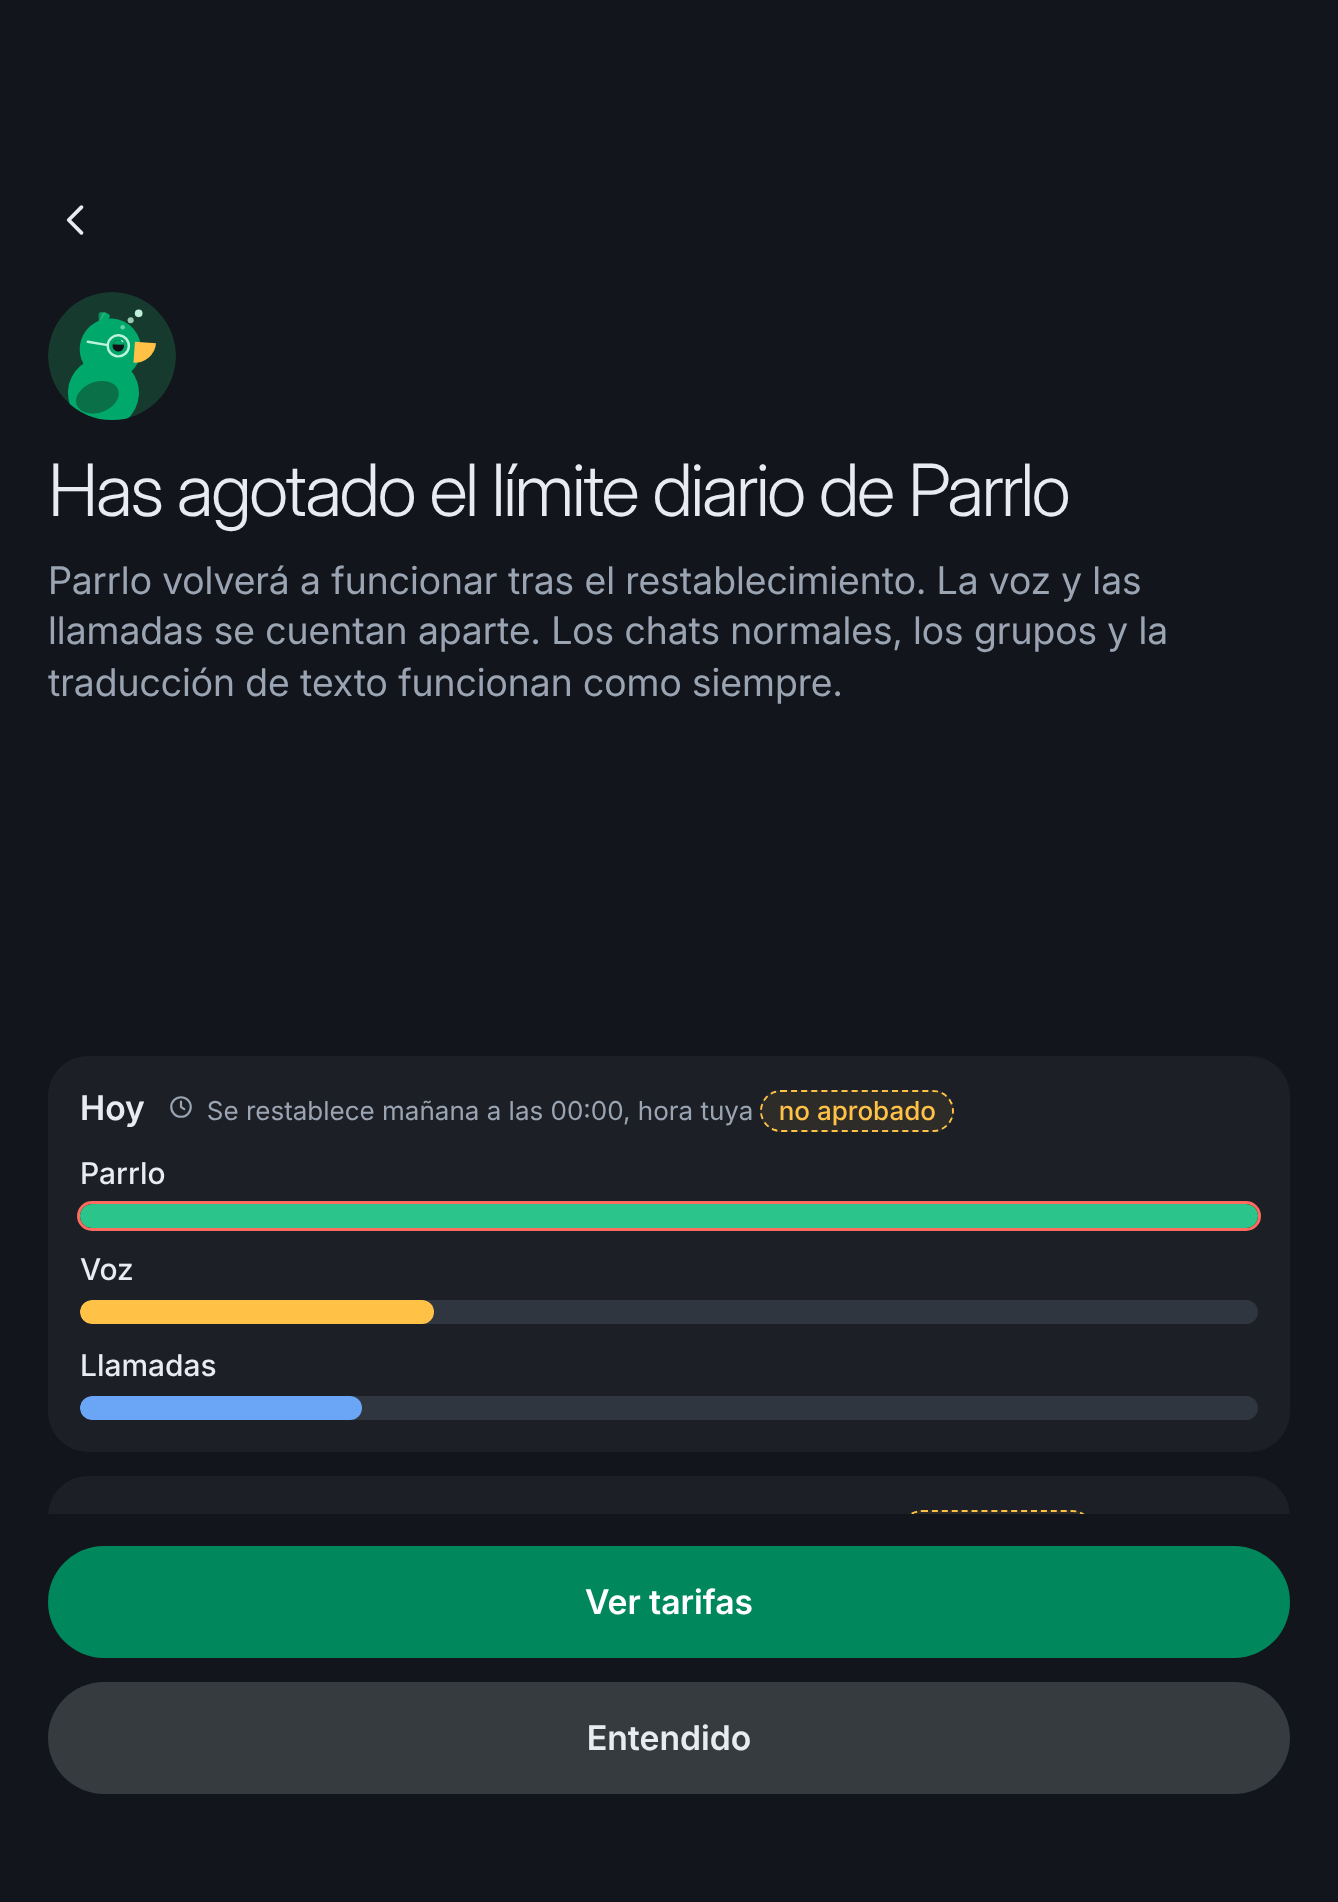 Has agotado el límite diario de Parrlo
Parrlo volverá a funcionar tras el restablecimiento. La voz y las
llamadas se cuentan aparte. Los chats normales, los grupos y la
traducción de texto funcionan como siempre.
Hoy Se restablece mañana a las 00:00, hora tuya no aprobado
Parrlo
Voz
Llamadas
Ver tarifas
Entendido